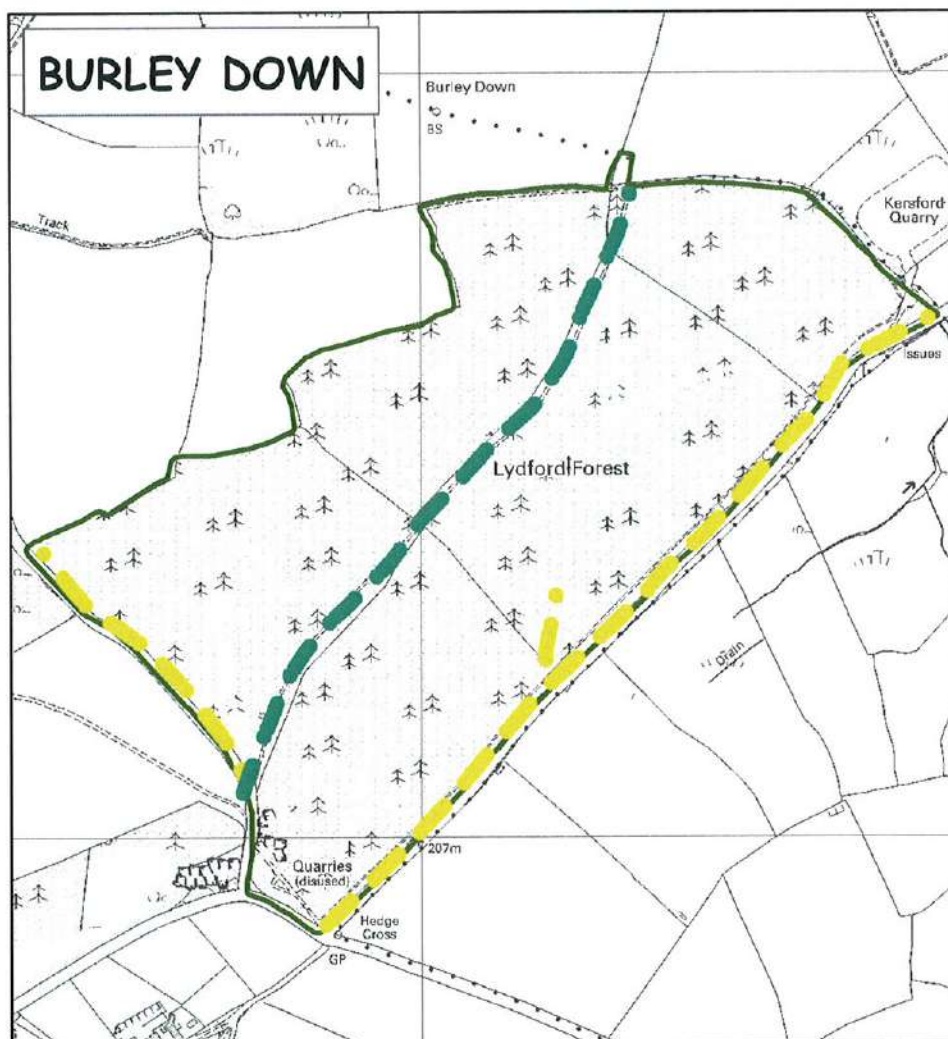 BURLEY DOWN
Burley Down
BS
Kersford
Quarry
Track
Issues
Lydford Forest
Drain
207m
Quarries
(disused)
Hedge
Cross
GP